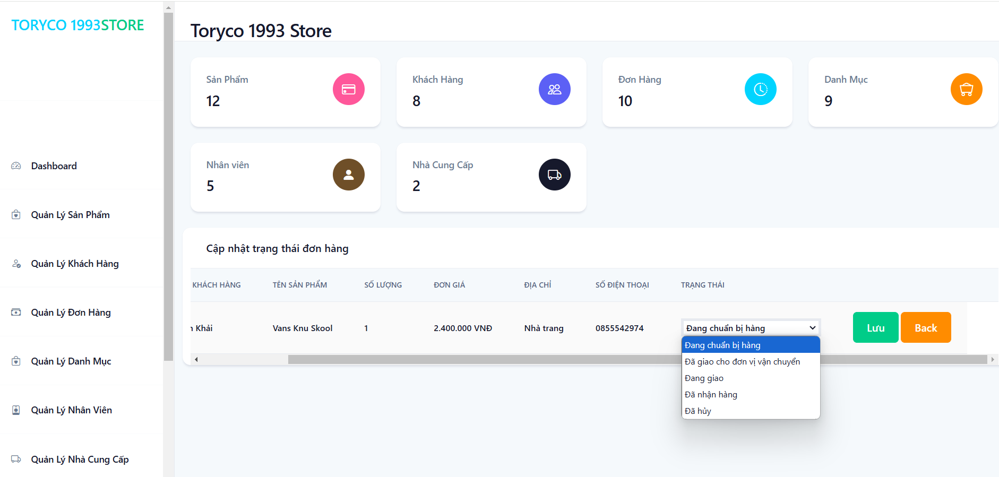 TORYCO 1993STORE
Dashboard
Quản Lý Sản Phẩm
Quản Lý Khách Hàng
Quản Lý Đơn Hàng
Quản Lý Danh Mục
Quản Lý Nhân Viên
Quản Lý Nhà Cung Cấp
Toryco 1993 Store
Sản Phẩm
12
Khách Hàng
8
Đơn Hàng
10
Danh Mục
9
Nhân viên
5
Nhà Cung Cấp
2
Cập nhật trạng thái đơn hàng
KHÁCH HÀNG TÊN SẢN PHẨM SỐ LƯỢNG ĐƠN GIÁ ĐỊA CHỈ SỐ ĐIỆN THOẠI TRẠNG THÁI
Khải Vans Knu Skool 1 2.400.000 VNĐ Nhà trang 0855542974 Đang chuẩn bị hàng Lưu Back
Đang chuẩn bị hàng
Đã giao cho đơn vị vận chuyển
Đang giao
Đã nhận hàng
Đã hủy